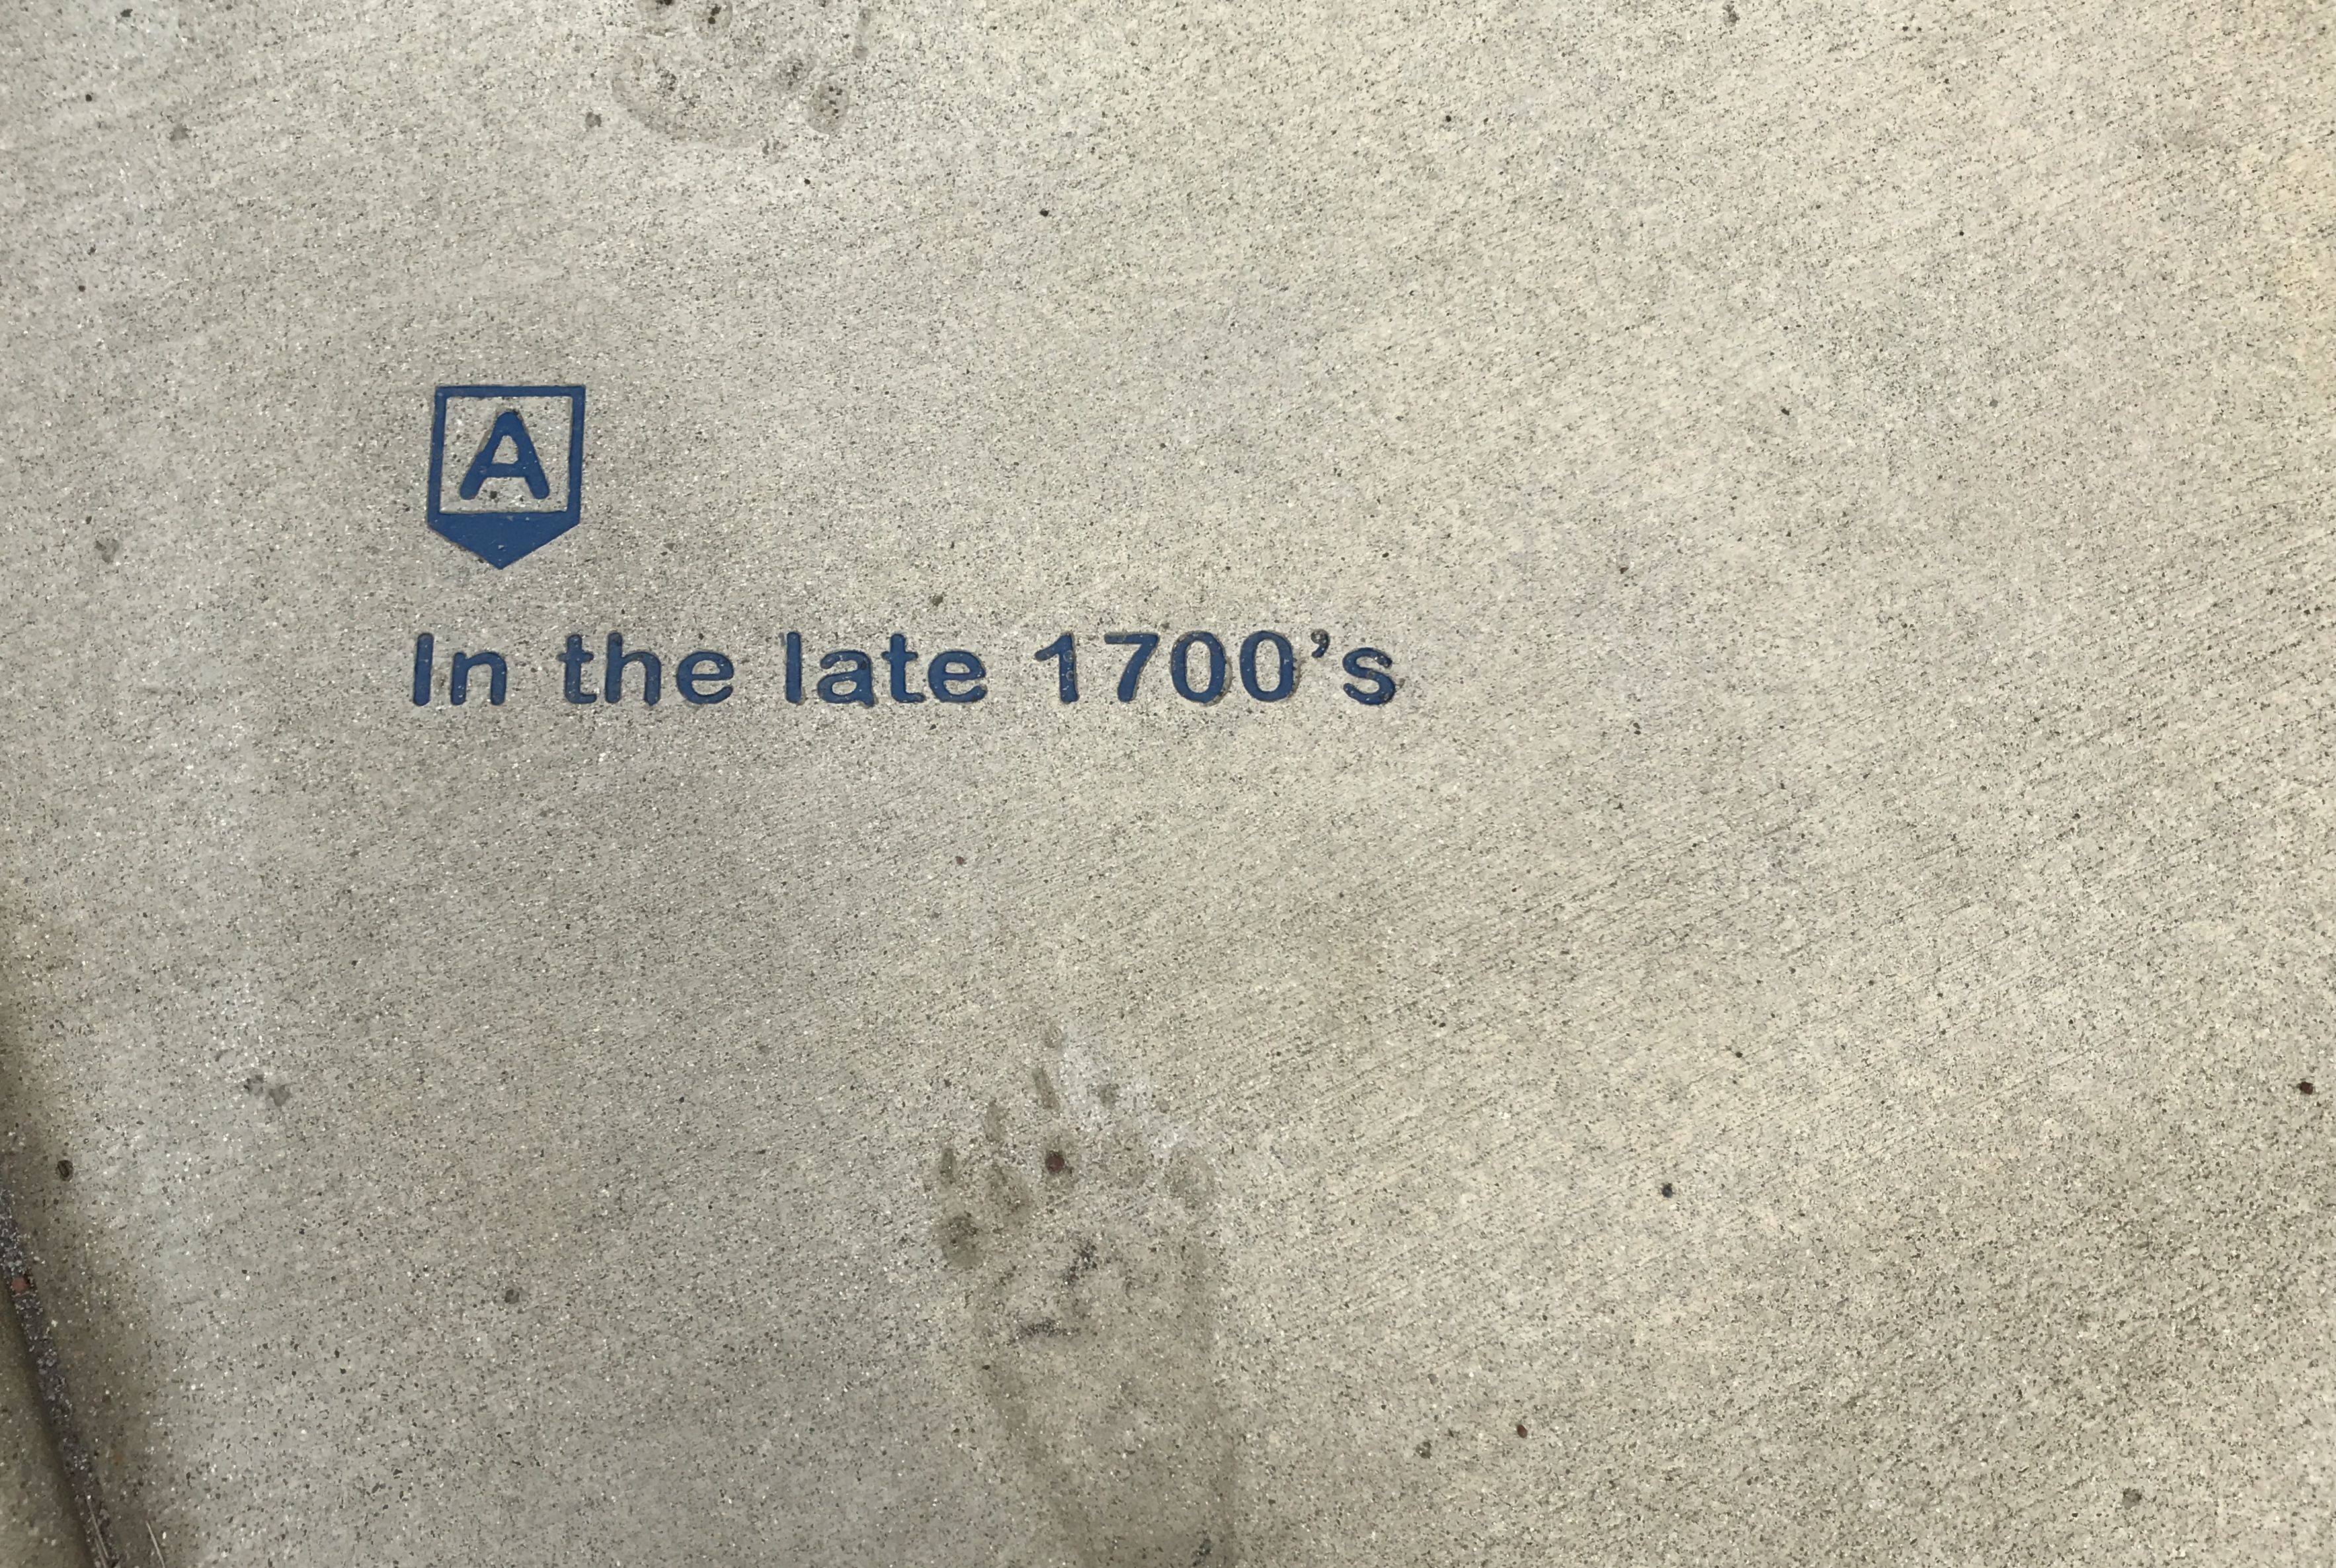 A
In the late 1700’s